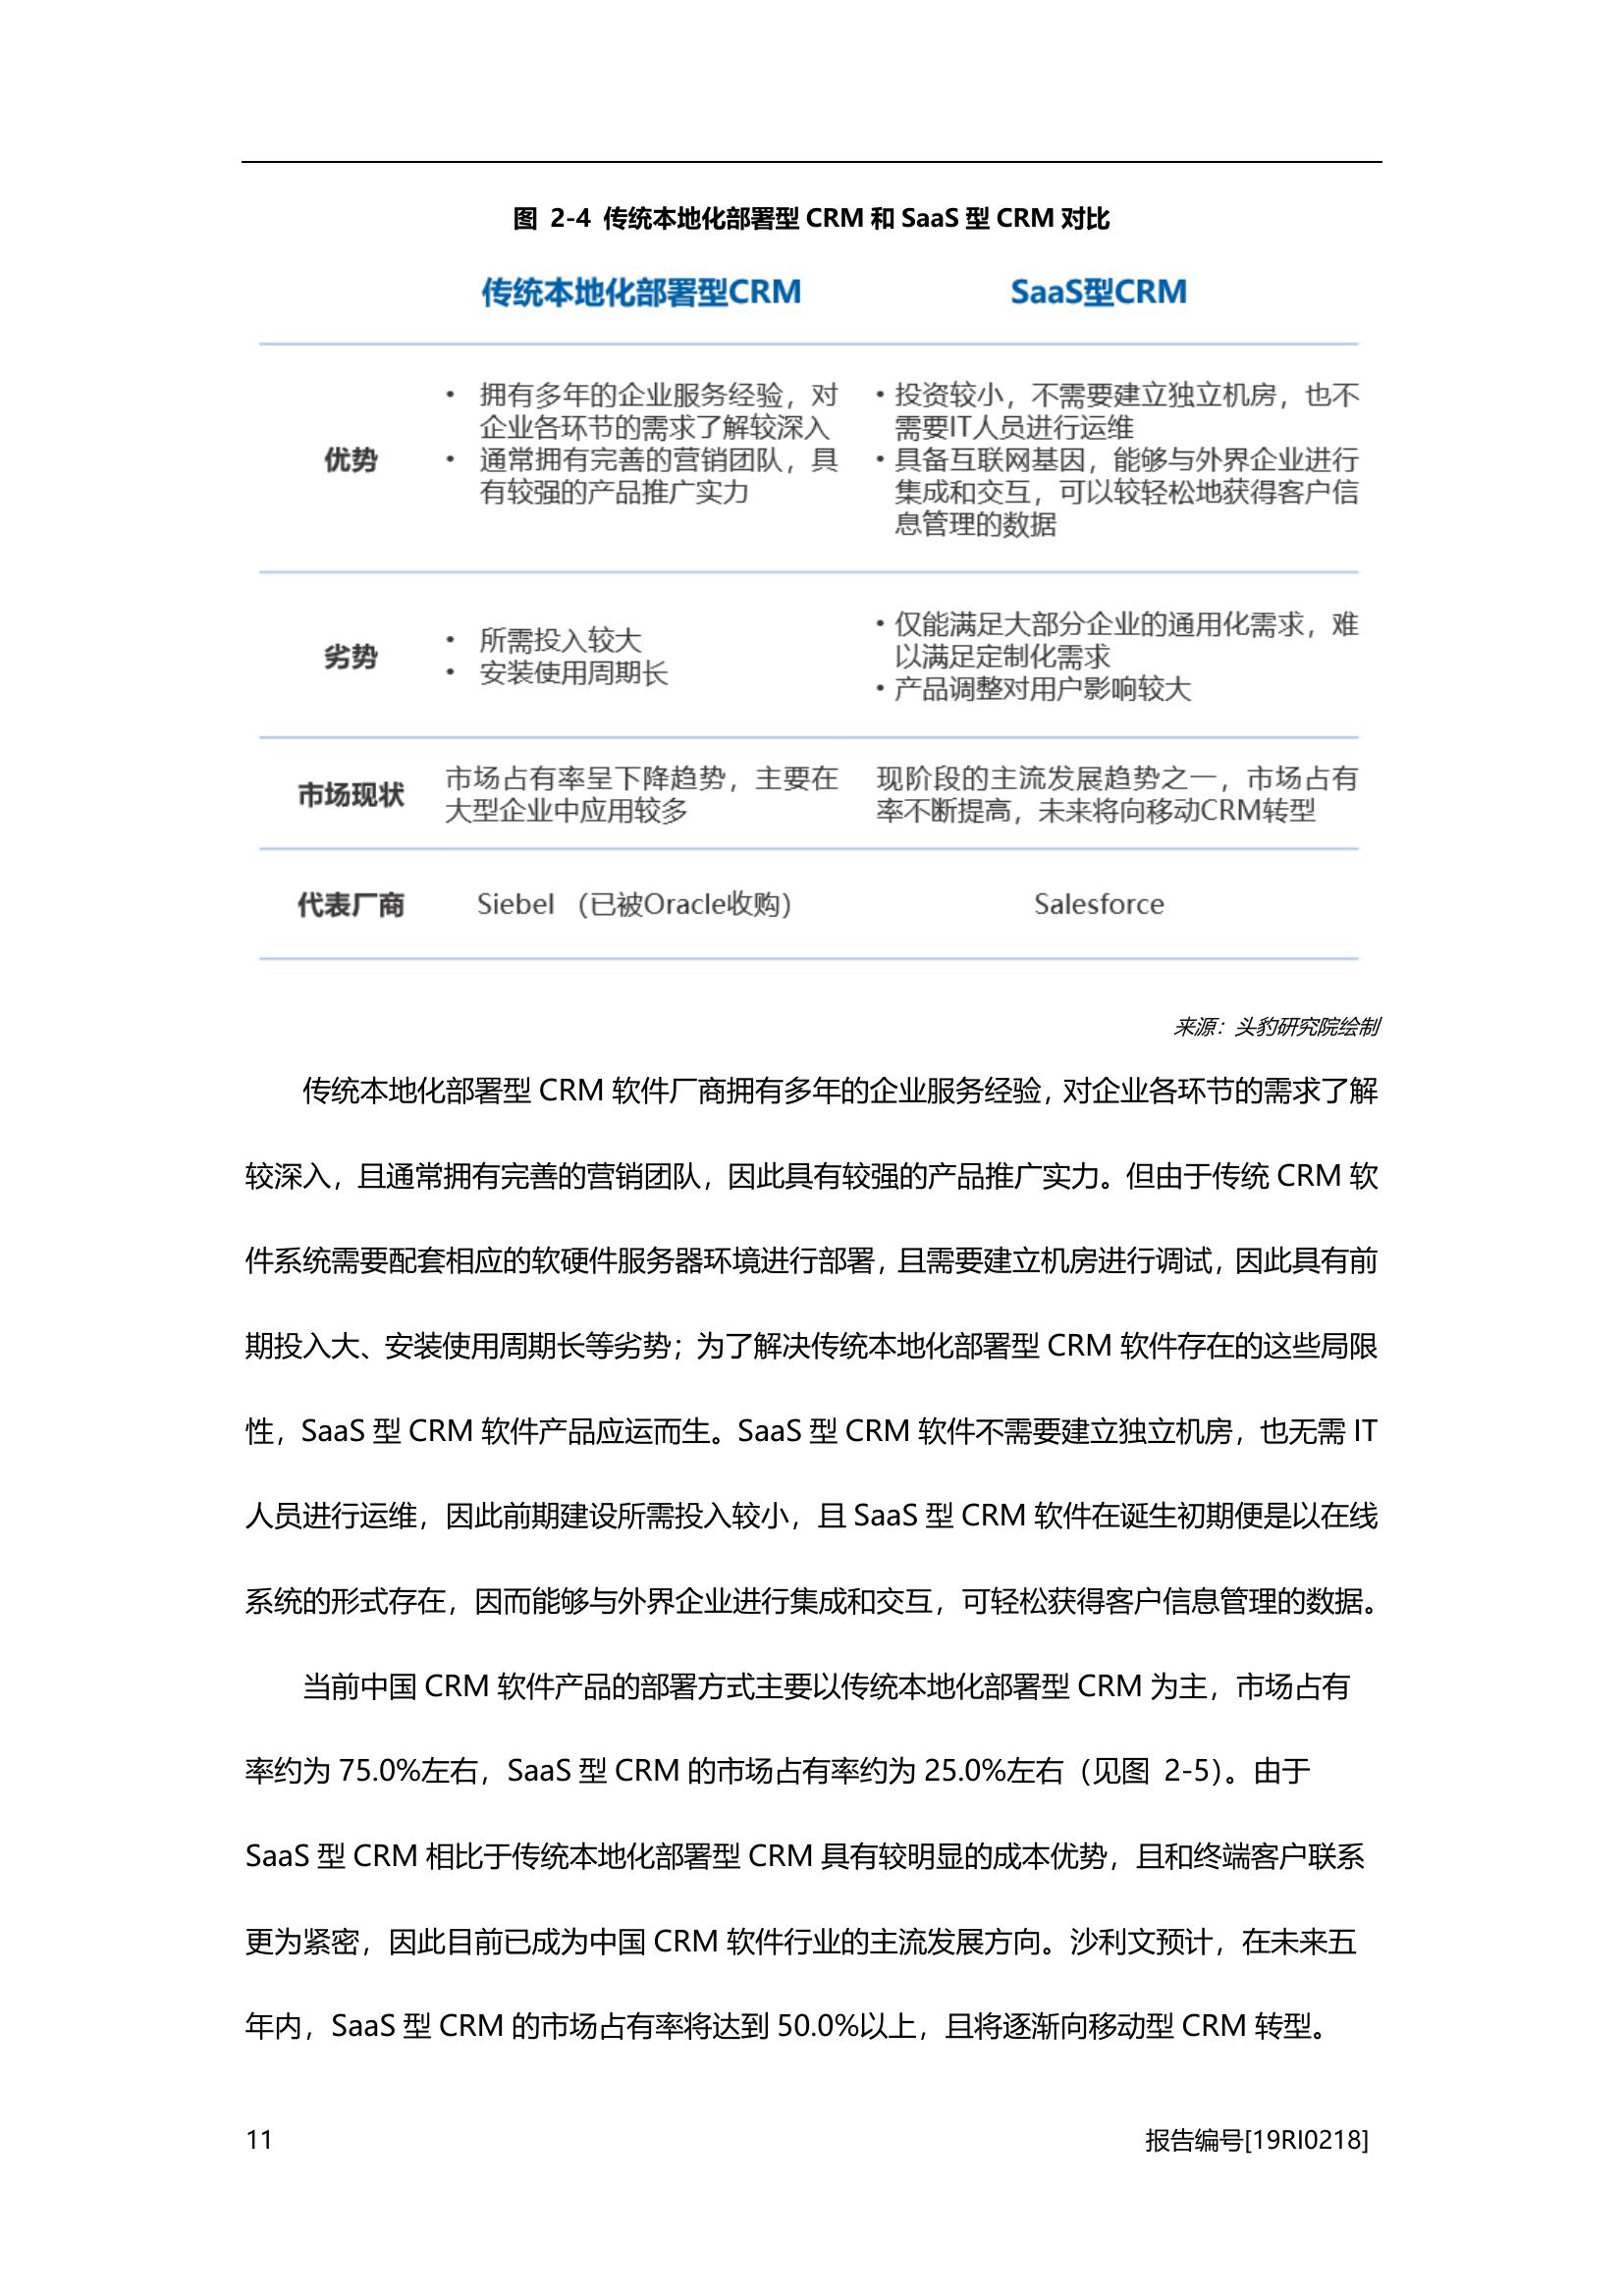 图 2-4 传统本地化部署型 CRM 和 SaaS 型 CRM 对比
传统本地化部署型CRM
SaaS型CRM
优势
• 拥有多年的企业服务经验，对
企业各环节的需求了解较深入
• 通常拥有完善的营销团队，具
有较强的产品推广实力
• 投资较小，不需要建立独立机房，也不
需要IT人员进行运维
• 具备互联网基因，能够与外界企业进行
集成和交互，可以较轻松地获得客户信
息管理的数据
劣势
• 所需投入较大
• 安装使用周期长
• 仅能满足大部分企业的通用化需求，难
以满足定制化需求
• 产品调整对用户影响较大
市场现状
市场占有率呈下降趋势，主要在
大型企业中应用较多
现阶段的主流发展趋势之一，市场占有
率不断提高，未来将向移动CRM转型
代表厂商
Siebel （已被Oracle收购）
Salesforce
来源：头豹研究院绘制
传统本地化部署型 CRM 软件厂商拥有多年的企业服务经验，对企业各环节的需求了解
较深入，且通常拥有完善的营销团队，因此具有较强的产品推广实力。但由于传统 CRM 软
件系统需要配套相应的软硬件服务器环境进行部署，且需要建立机房进行调试，因此具有前
期投入大、安装使用周期长等劣势；为了解决传统本地化部署型 CRM 软件存在的这些局限
性，SaaS 型 CRM 软件产品应运而生。SaaS 型 CRM 软件不需要建立独立机房，也无需 IT
人员进行运维，因此前期建设所需投入较小，且 SaaS 型 CRM 软件在诞生初期便是以在线
系统的形式存在，因而能够与外界企业进行集成和交互，可轻松获得客户信息管理的数据。
当前中国 CRM 软件产品的部署方式主要以传统本地化部署型 CRM 为主，市场占有
率约为 75.0%左右，SaaS 型 CRM 的市场占有率约为 25.0%左右（见图 2-5）。由于
SaaS 型 CRM 相比于传统本地化部署型 CRM 具有较明显的成本优势，且和终端客户联系
更为紧密，因此目前已成为中国 CRM 软件行业的主流发展方向。沙利文预计，在未来五
年内，SaaS 型 CRM 的市场占有率将达到 50.0%以上，且将逐渐向移动型 CRM 转型。
11
报告编号[19RI0218]